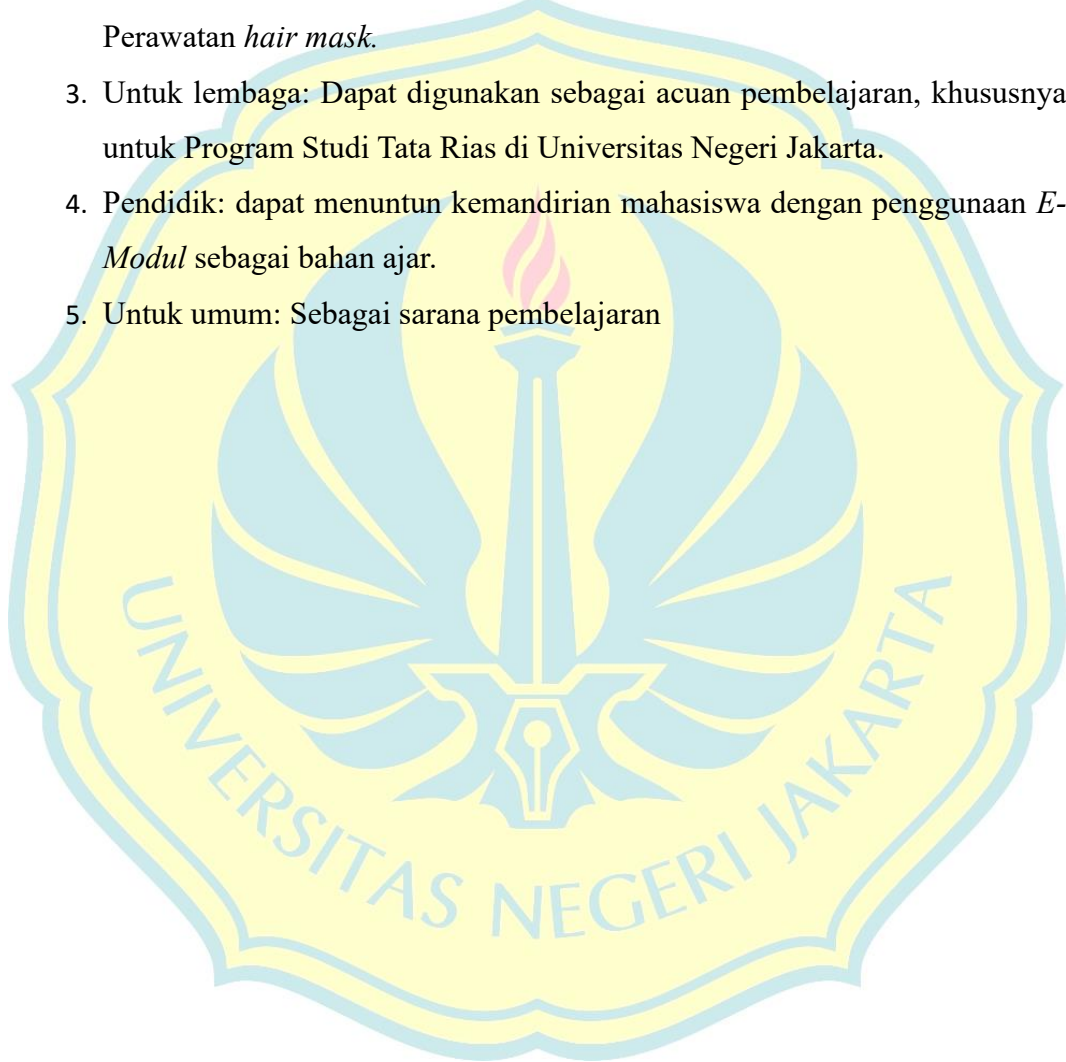 Perawatan hair mask.
3. Untuk lembaga: Dapat digunakan sebagai acuan pembelajaran, khususnya
untuk Program Studi Tata Rias di Universitas Negeri Jakarta.
4. Pendidik: dapat menuntun kemandirian mahasiswa dengan penggunaan E-
Modul sebagai bahan ajar.
5. Untuk umum: Sebagai sarana pembelajaran
UNIVERSITAS NEGERI JAKARTA